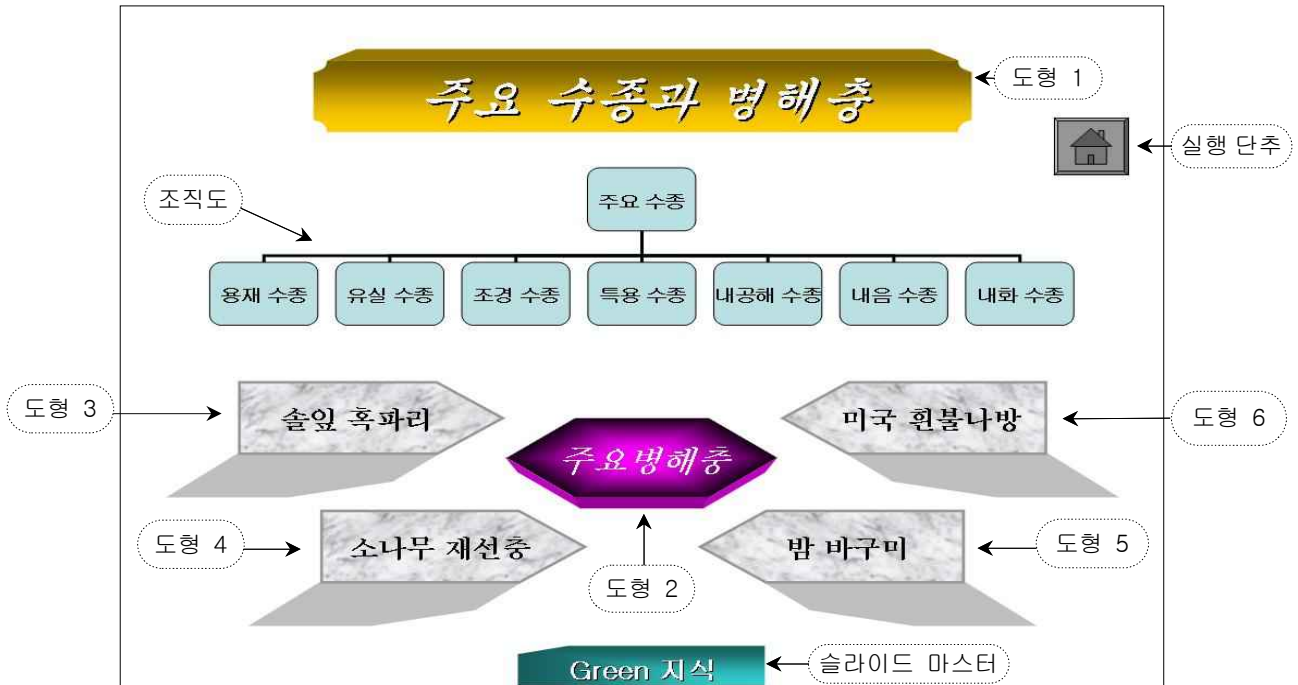 주요 수종과 병해충
도형 1
실행 단추
조직도
주요 수종
용재 수종 유실 수종 조경 수종 특용 수종 내공해 수종 내음 수종 내화 수종
도형 3
솔잎 혹파리
미국 흰불나방
도형 6
주요병해충
도형 4
소나무 재선충
밤 바구미
도형 5
도형 2
Green 지식
슬라이드 마스터